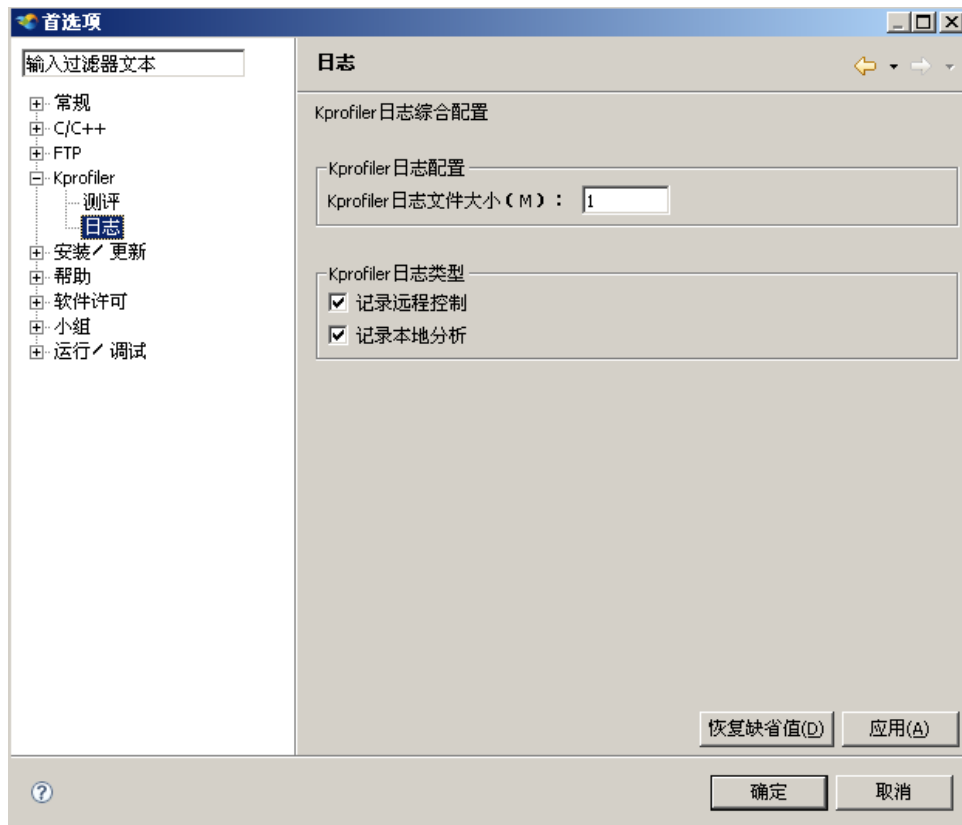 首选项
输入过滤器文本
常规
C/C++
FTP
Kprofiler
测评
日志
安装/更新
帮助
软件许可
小组
运行/调试
日志
Kprofiler日志综合配置
Kprofiler日志配置
Kprofiler日志文件大小(M): 1
Kprofiler日志类型
记录远程控制
记录本地分析
恢复缺省值(D) 应用(A)
? 确定 取消